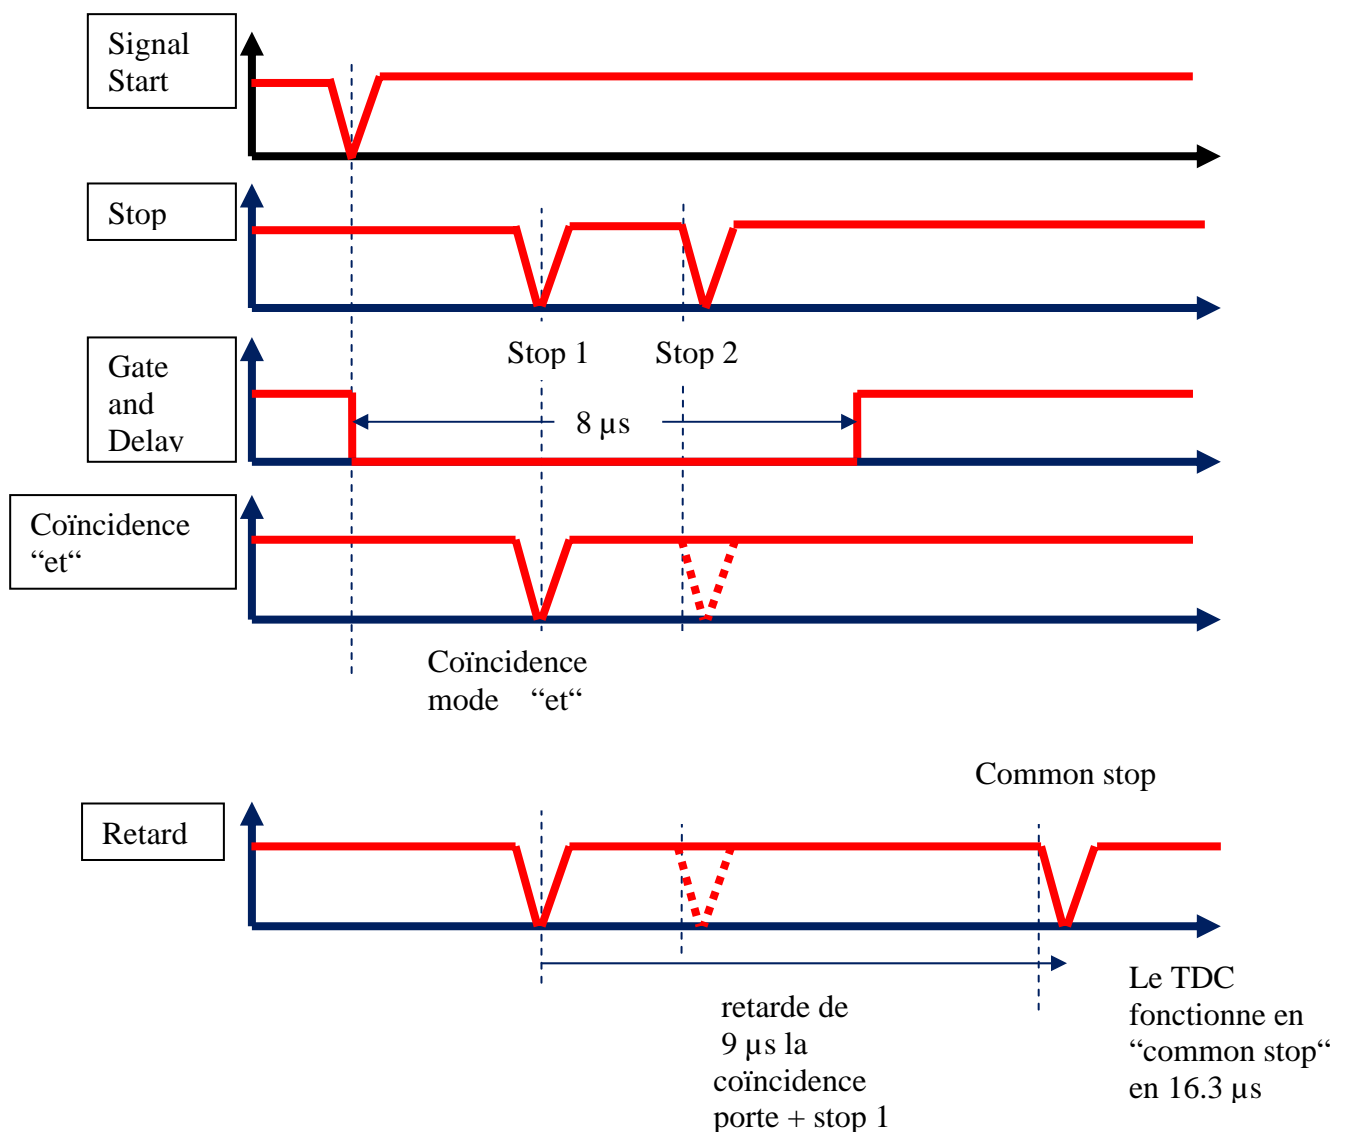 Signal
Start
Stop
Stop 1
Stop 2
Gate
and
Delay
8 µs
Coïncidence
“et“
Coïncidence
mode “et“
Common stop
Retard
retarde de
9 µs la
coïncidence
porte + stop 1
Le TDC
fonctionne en
“common stop“
en 16.3 µs